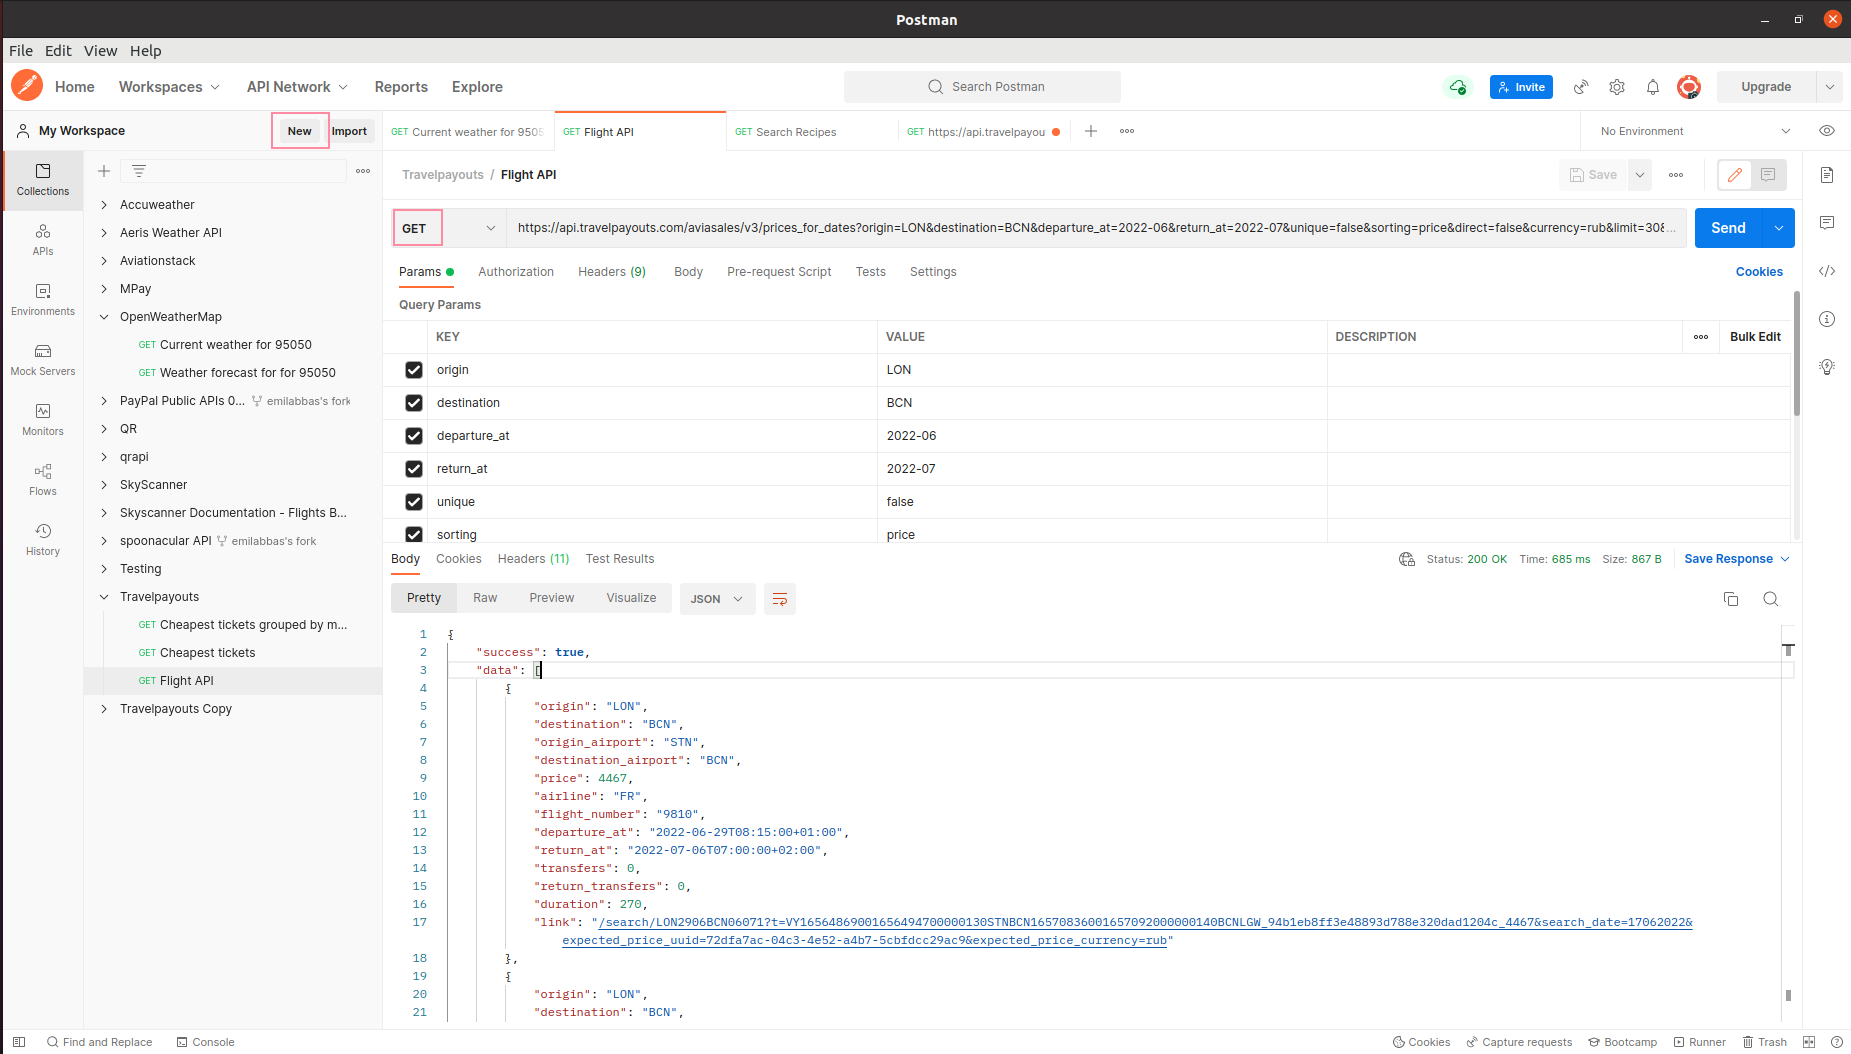 Postman
File Edit View Help
Home Workspaces API Network Reports Explore Search Postman Invite Upgrade
My Workspace New Import GET Current weather for 9505 GET Flight API GET Search Recipes GET https://api.travelpayou No Environment
Travelpayouts / Flight API Save
GET https://api.travelpayouts.com/aviasales/v3/prices_for_dates?origin=LON&destination=BCN&departure_at=2022-06&return_at=2022-07&unique=false&sorting=price&direct=false&currency=rub&limit=30&... Send
Params Authorization Headers (9) Body Pre-request Script Tests Settings Cookies
Query Params
KEY VALUE DESCRIPTION Bulk Edit
origin LON
destination BCN
departure_at 2022-06
return_at 2022-07
unique false
sorting price
Collections
APIs
Environments
Mock Servers
Monitors
Flows
History
Accuweather
Aeris Weather API
Aviationstack
MPay
OpenWeatherMap
GET Current weather for 95050
GET Weather forecast for for 95050
PayPal Public APIs 0... emilabbas's fork
QR
qrapi
SkyScanner
Skyscanner Documentation - Flights B...
spoonacular API emilabbas's fork
Testing
Travelpayouts
GET Cheapest tickets grouped by m...
GET Cheapest tickets
GET Flight API
Travelpayouts Copy
Body Cookies Headers (11) Test Results Status: 200 OK Time: 685 ms Size: 867 B Save Response
Pretty Raw Preview Visualize JSON
1 {
2 "success": true,
3 "data": [
4 {
5 "origin": "LON",
6 "destination": "BCN",
7 "origin_airport": "STN",
8 "destination_airport": "BCN",
9 "price": 4467,
10 "airline": "FR",
11 "flight_number": "9810",
12 "departure_at": "2022-06-29T08:15:00+01:00",
13 "return_at": "2022-07-06T07:00:00+02:00",
14 "transfers": 0,
15 "return_transfers": 0,
16 "duration": 270,
17 "link": "/search/LON2906BCN06071?t=VY16564869001656494700000130STNBCN16570836001657092000000140BCNLGW_94b1eb8ff3e48893d788e320dad1204c_4467&search_date=17062022&
expected_price_uuid=72dfa7ac-04c3-4e52-a4b7-5cbfdcc29ac9&expected_price_currency=rub"
18 },
19 {
20 "origin": "LON",
21 "destination": "BCN",
Find and Replace Console Cookies Capture requests Bootcamp Runner Trash